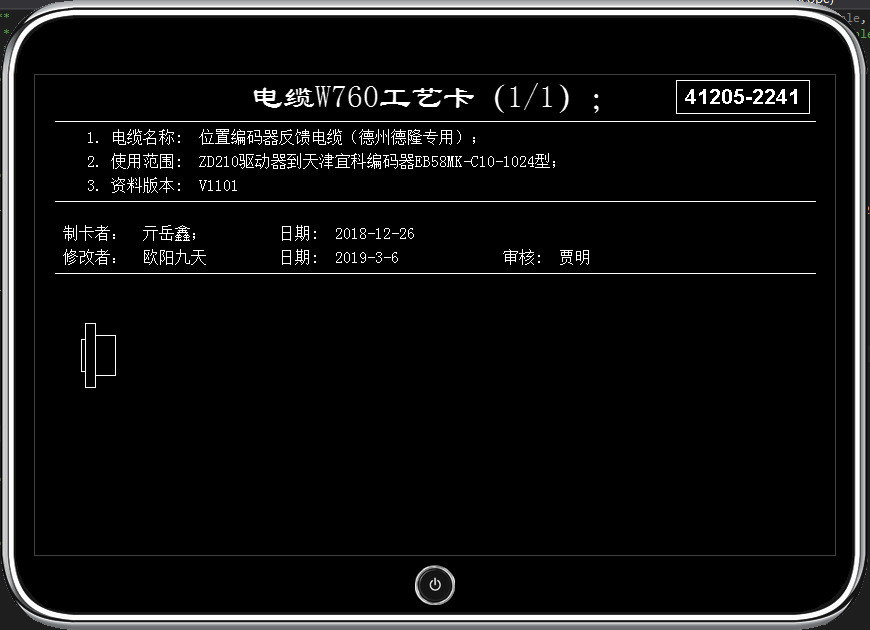 电缆W760工艺卡 (1/1) ;
41205-2241
1. 电缆名称: 位置编码器反馈电缆（德州德隆专用）;
2. 使用范围: ZD210驱动器到天津宜科编码器EB58MK-C10-1024型;
3. 资料版本: V1101
制卡者: 亓岳鑫; 日期: 2018-12-26
修改者: 欧阳九天 日期: 2019-3-6 审核: 贾明